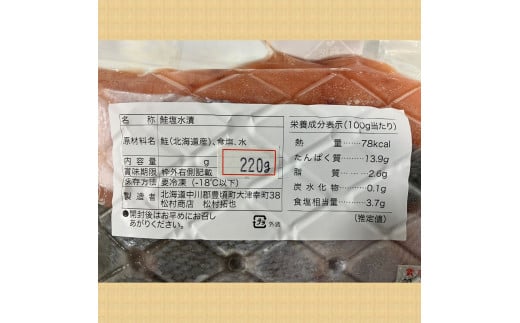 名 称 鮭塩水漬
原材料名 鮭(北海道産)、食塩、水
内容量 g 220g
賞味期限 枠外右側記載
保存方法 要冷凍(-18℃以下)
製造者 北海道中川郡豊頃町大津幸町38
松村商店 松村拓也
●開封後はお早めにお召し
あがりください。
外装
栄養成分表示(100g当たり)
熱 量 78kcal
たんぱく質 13.9g
脂 質 2.6g
炭水化物 0.1g
食塩相当量 3.7g
(推定値)